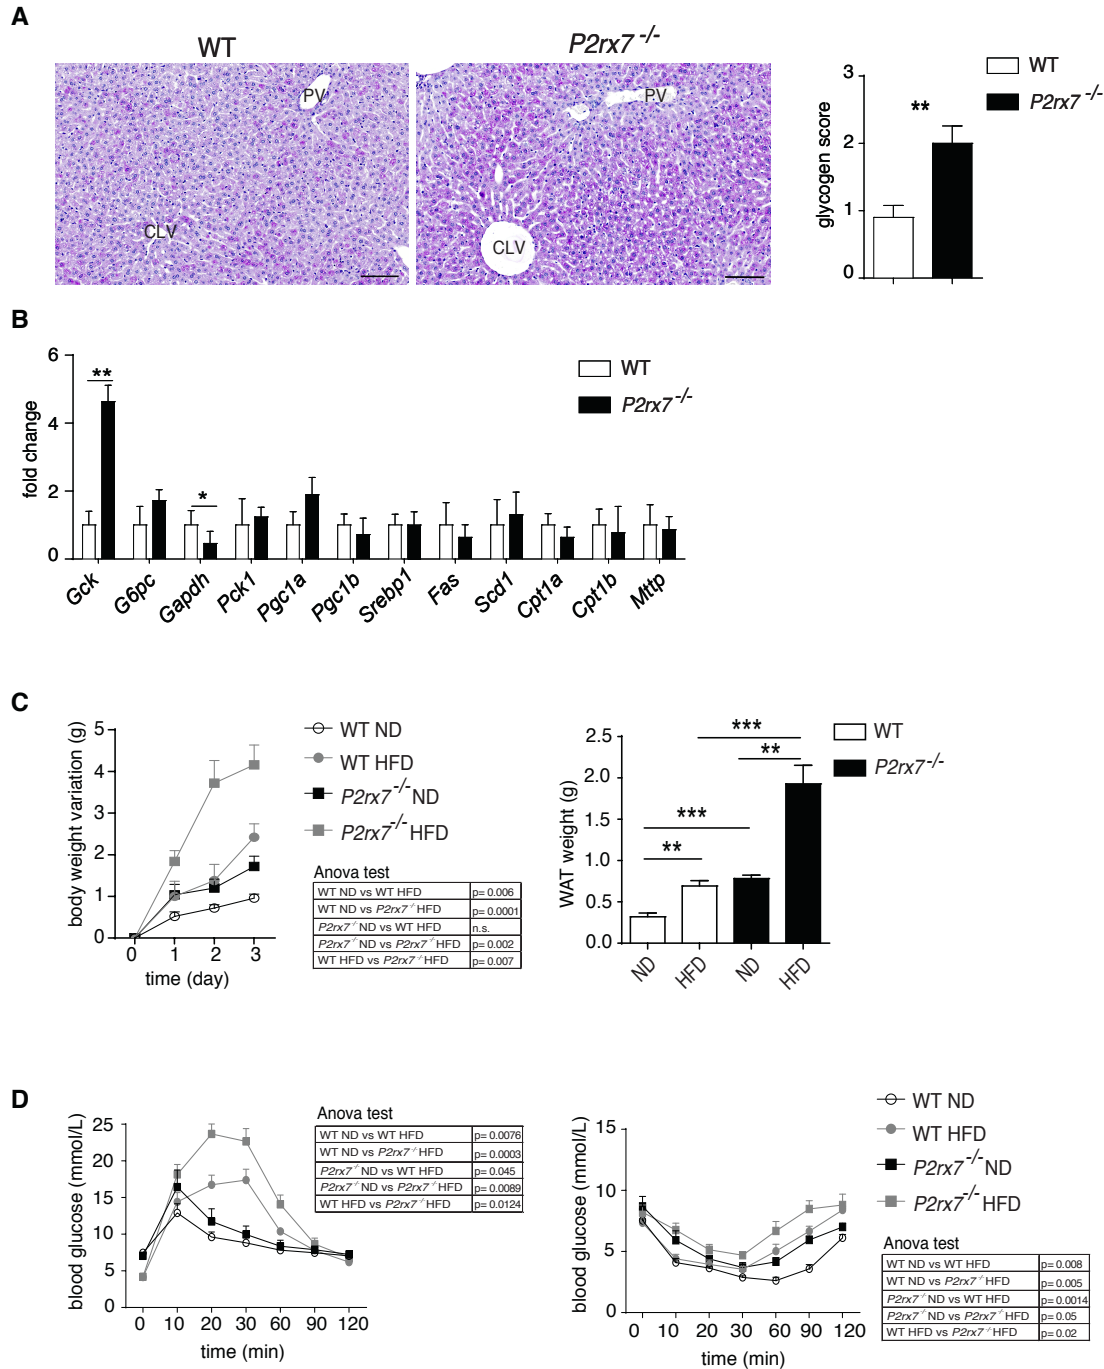 A
WT
P2rx7 -/-
PV
CLV
PV
CLV
glycogen score
3
2
1
0
**
WT
P2rx7 -/-
B
fold change
6
4
2
0
**
*
WT
P2rx7 -/-
Gck
G6pc
Gapdh
Pck1
Pgc1a
Pgc1b
Srebp1
Fas
Scd1
Cpt1a
Cpt1b
Mttp
C
body weight variation (g)
5
4
3
2
1
0
0 1 2 3
time (day)
WT ND
WT HFD
P2rx7 -/- ND
P2rx7 -/- HFD
Anova test
WT ND vs WT HFD p= 0.006
WT ND vs P2rx7 -/- HFD p= 0.0001
P2rx7 -/- ND vs WT HFD n.s.
P2rx7 -/- ND vs P2rx7 -/- HFD p= 0.002
WT HFD vs P2rx7 -/- HFD p= 0.007
WAT weight (g)
2.5
2.0
1.5
1.0
0.5
0.0
***
**
***
**
ND HFD ND HFD
WT
P2rx7 -/-
D
blood glucose (mmol/L)
25
20
15
10
5
0
0 10 20 30 60 90 120
time (min)
Anova test
WT ND vs WT HFD p= 0.0076
WT ND vs P2rx7 -/- HFD p= 0.0003
P2rx7 -/- ND vs WT HFD p= 0.045
P2rx7 -/- ND vs P2rx7 -/- HFD p= 0.0089
WT HFD vs P2rx7 -/- HFD p= 0.0124
blood glucose (mmol/L)
15
10
5
0
0 10 20 30 60 90 120
time (min)
WT ND
WT HFD
P2rx7 -/- ND
P2rx7 -/- HFD
Anova test
WT ND vs WT HFD p= 0.008
WT ND vs P2rx7 -/- HFD p= 0.005
P2rx7 -/- ND vs WT HFD p= 0.0014
P2rx7 -/- ND vs P2rx7 -/- HFD p= 0.05
WT HFD vs P2rx7 -/- HFD p= 0.02